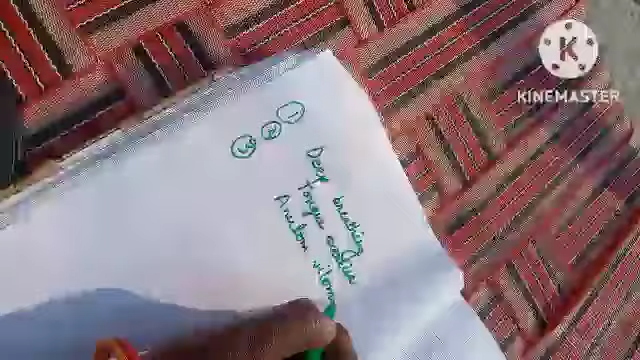 KINEMASTER
① Deep breathing
② Tongue
③ Anulom vilom